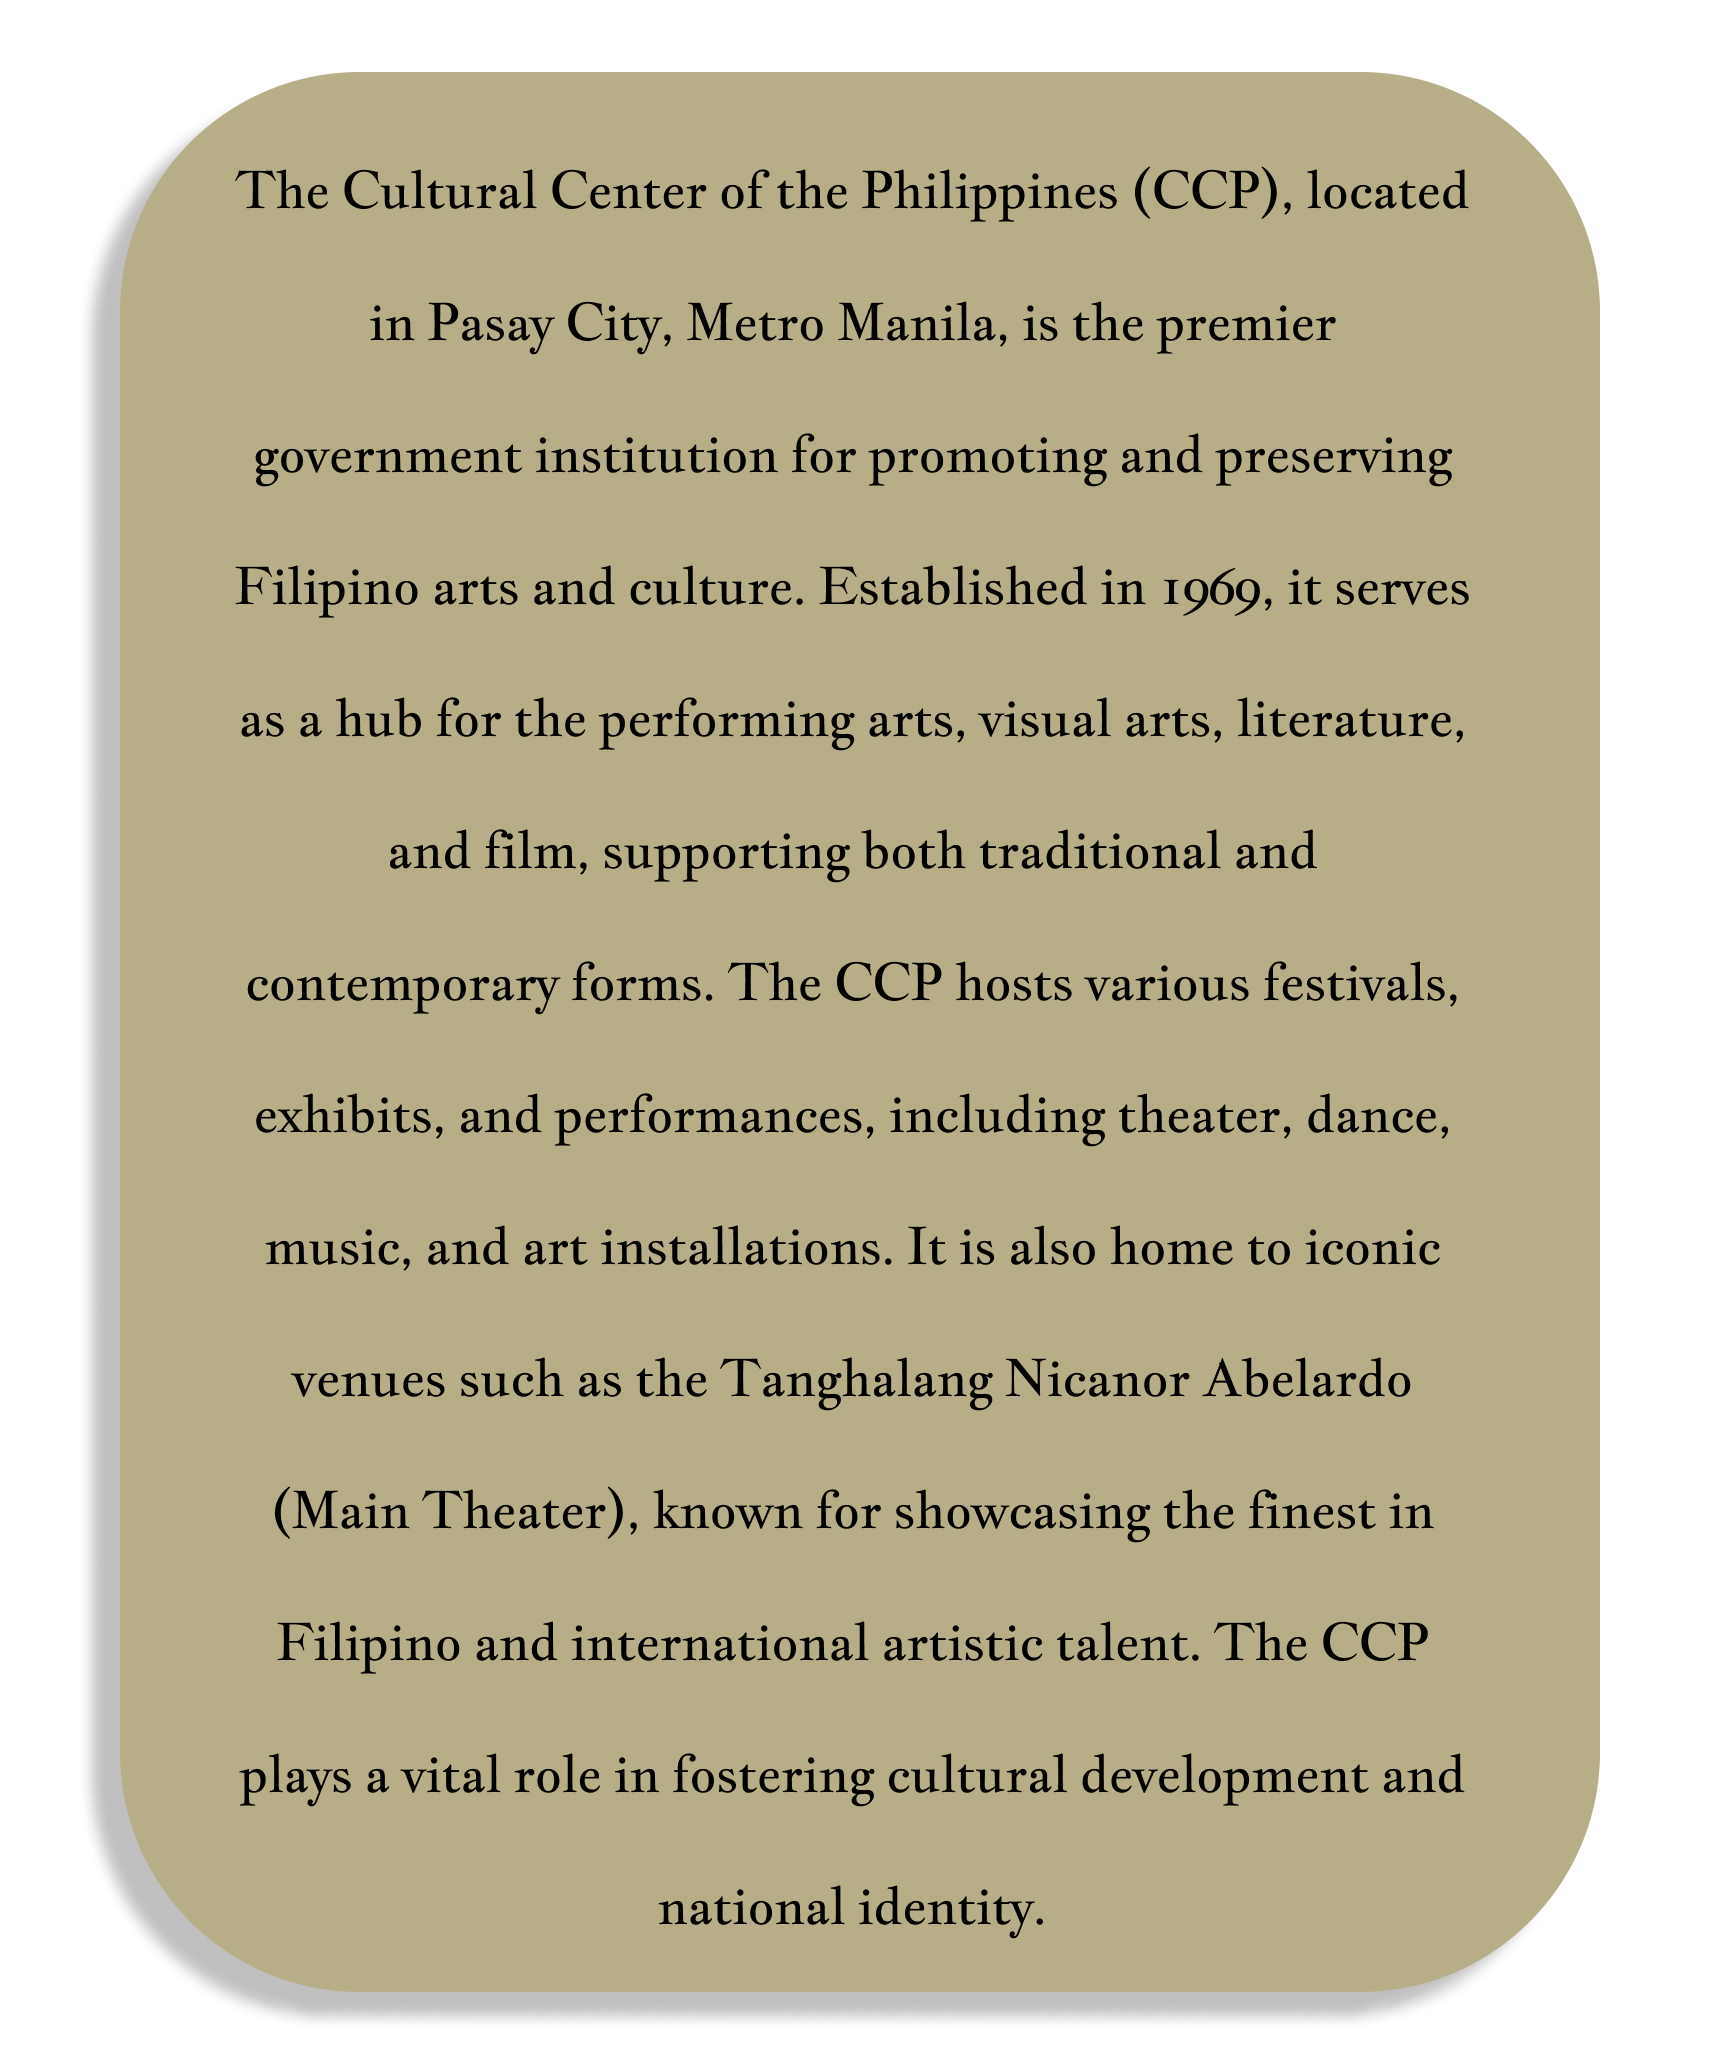 The Cultural Center of the Philippines (CCP), located
in Pasay City, Metro Manila, is the premier
government institution for promoting and preserving
Filipino arts and culture. Established in 1969, it serves
as a hub for the performing arts, visual arts, literature,
and film, supporting both traditional and
contemporary forms. The CCP hosts various festivals,
exhibits, and performances, including theater, dance,
music, and art installations. It is also home to iconic
venues such as the Tanghalang Nicanor Abelardo
(Main Theater), known for showcasing the finest in
Filipino and international artistic talent. The CCP
plays a vital role in fostering cultural development and
national identity.